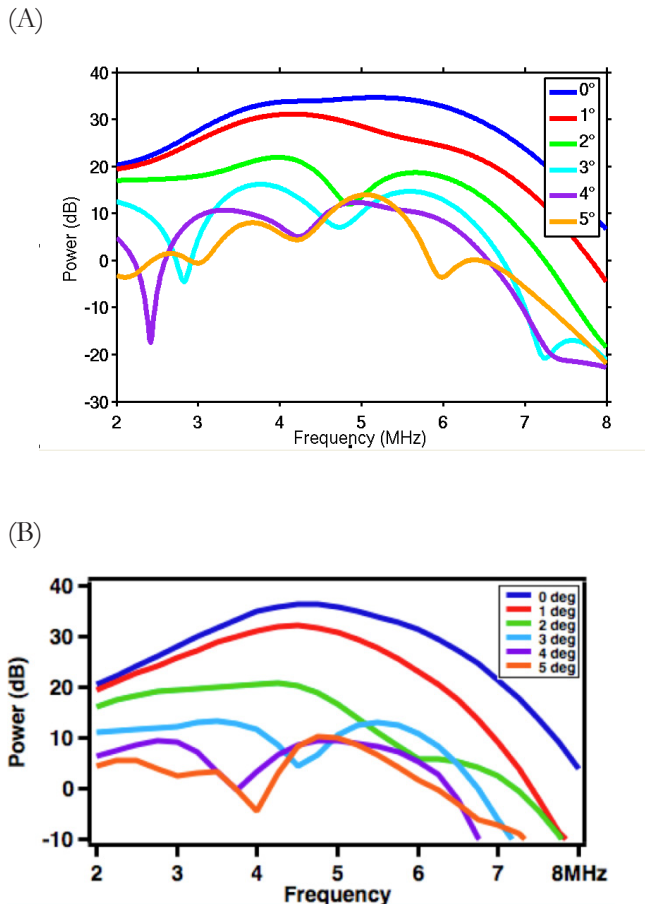 (A)
40
30
20
10
0
-10
-20
-30
Power (dB)
0°
1°
2°
3°
4°
5°
2 3 4 5 6 7 8
Frequency (MHz)
(B)
40
30
20
10
0
-10
Power (dB)
0 deg
1 deg
2 deg
3 deg
4 deg
5 deg
2 3 4 5 6 7 8MHz
Frequency